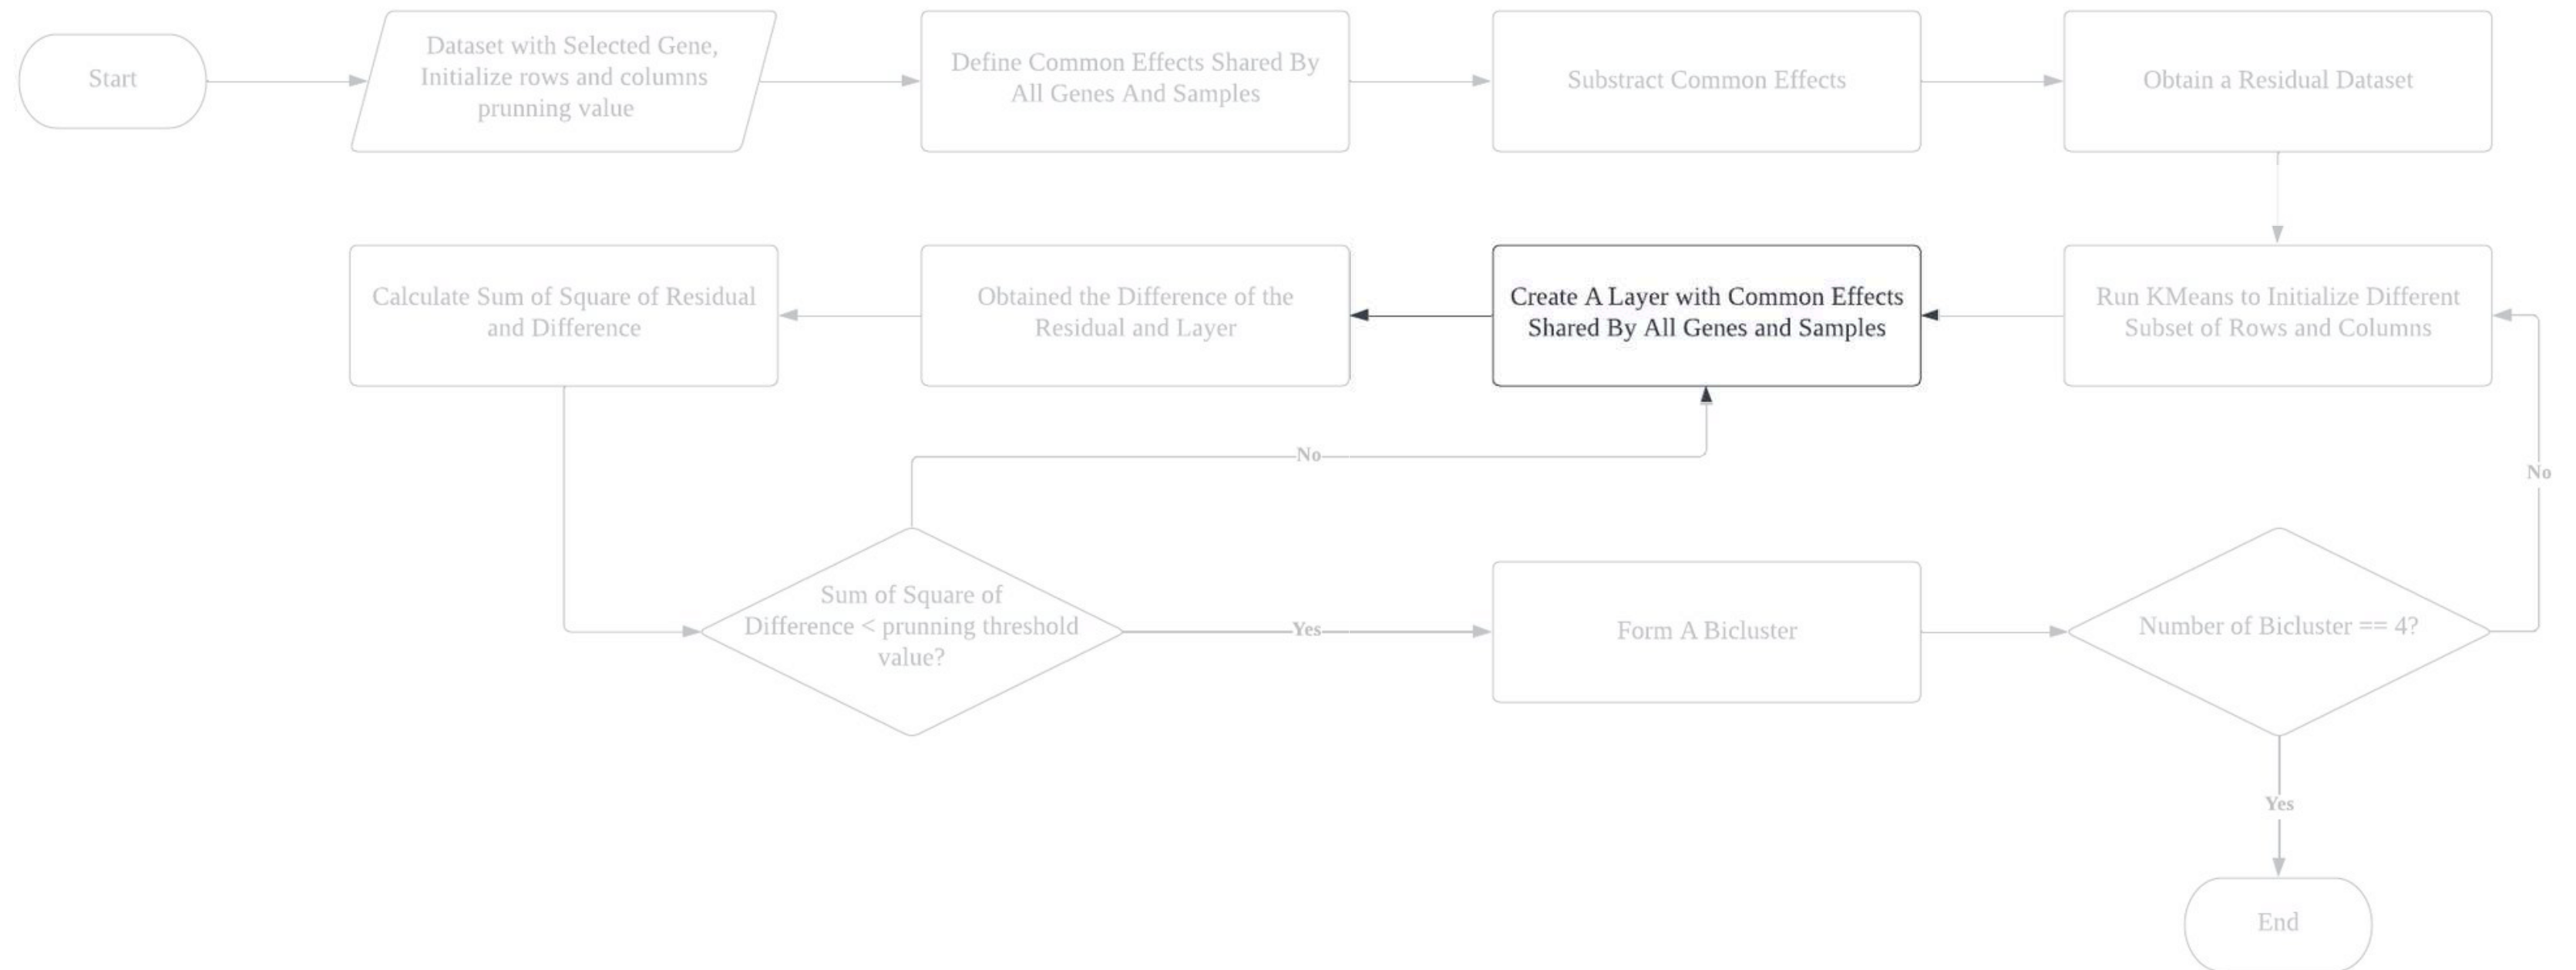 Start
Dataset with Selected Gene,
Initialize rows and columns
prunning value
Define Common Effects Shared By
All Genes And Samples
Substract Common Effects
Obtain a Residual Dataset
Calculate Sum of Square of Residual
and Difference
Obtained the Difference of the
Residual and Layer
Create A Layer with Common Effects
Shared By All Genes and Samples
Run KMeans to Initialize Different
Subset of Rows and Columns
No
No
Sum of Square of
Difference < prunning threshold
value?
Yes
Form A Bicluster
Number of Bicluster == 4?
Yes
End